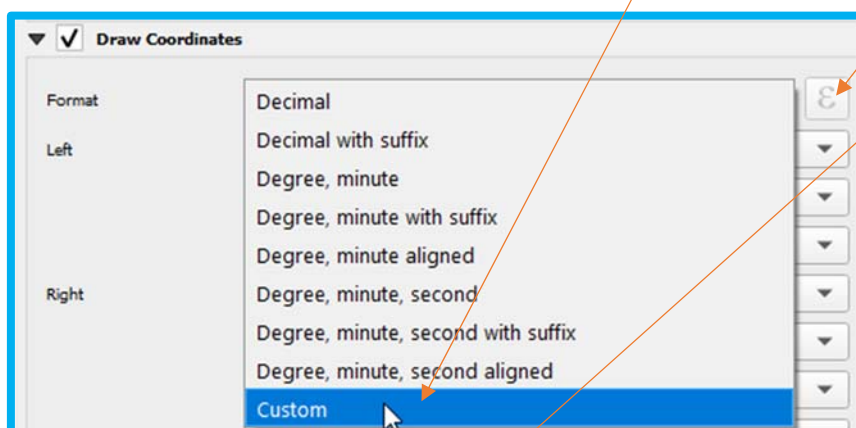 Draw Coordinates
Format
Decimal
ε
Decimal with suffix
Left
Degree, minute
Degree, minute with suffix
Degree, minute aligned
Right
Degree, minute, second
Degree, minute, second with suffix
Degree, minute, second aligned
Custom